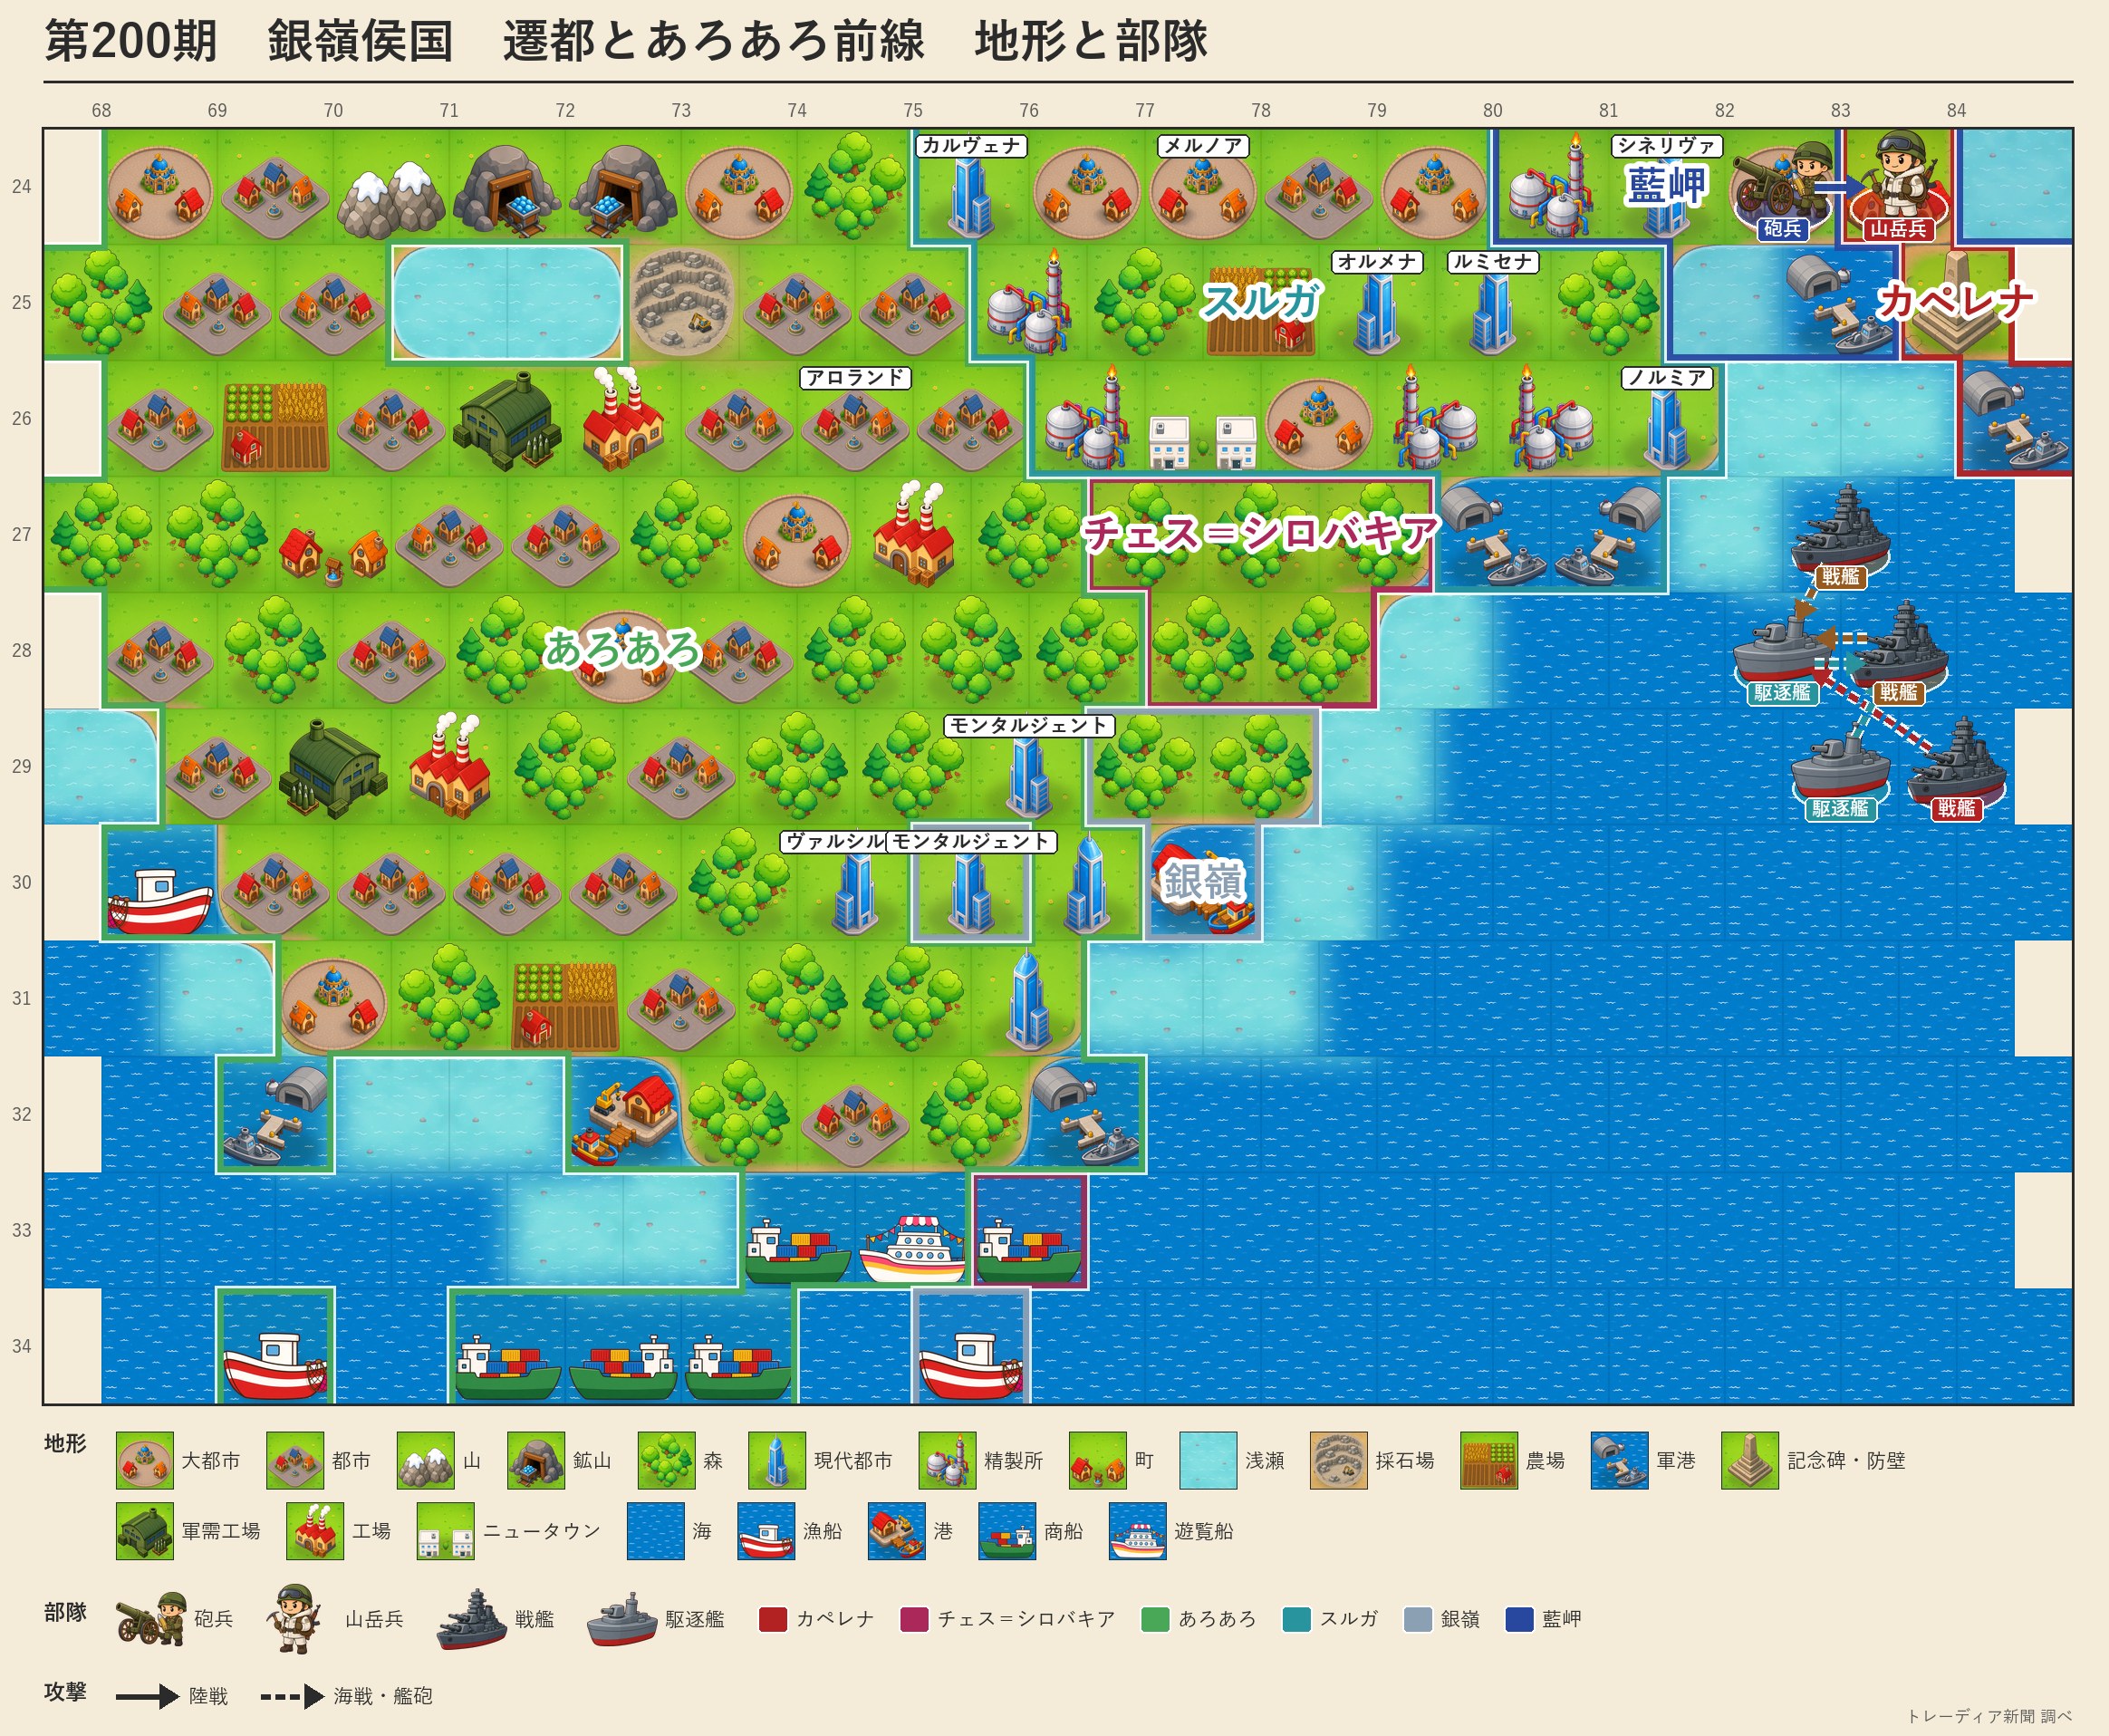 第200期　銀嶺侯国　遷都とあろあろ前線　地形と部隊
68 69 70 71 72 73 74 75 76 77 78 79 80 81 82 83 84
カルヴェナ メルノア シネリヴァ
24
藍岬
砲兵 山岳兵
オルメナ ルミセナ
25
スルガ カペレナ
アロランド ノルミア
26
27
チェス＝シロバキア
戦艦
28
あろあろ
駆逐艦 戦艦
モンタルジェント
29
駆逐艦 戦艦
ヴァルシル モンタルジェント
30
銀嶺
31
32
33
34
地形 大都市 都市 山 鉱山 森 現代都市 精製所 町 浅瀬 採石場 農場 軍港 記念碑・防壁
軍需工場 工場 ニュータウン 海 漁船 港 商船 遊覧船
部隊 砲兵 山岳兵 戦艦 駆逐艦 カペレナ チェス＝シロバキア あろあろ スルガ 銀嶺 藍岬
攻撃 陸戦 海戦・艦砲
トレーディア新聞 調べ